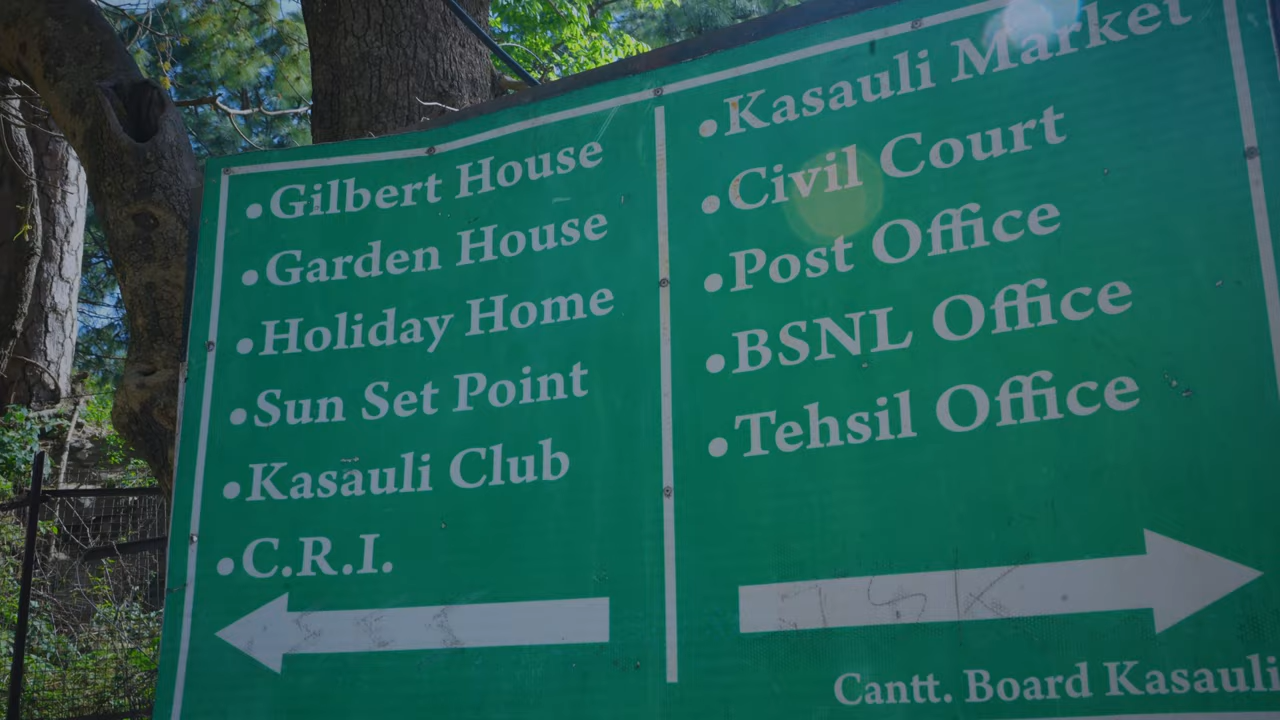 •Gilbert House
•Garden House
•Holiday Home
•Sun Set Point
•Kasauli Club
•C.R.I.
•Kasauli Market
•Civil Court
•Post Office
•BSNL Office
•Tehsil Office
Cantt. Board Kasauli